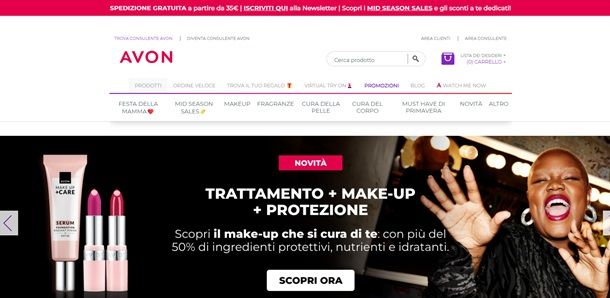 SPEDIZIONE GRATUITA a partire da 35€ | ISCRIVITI QUI alla Newsletter | Scopri i MID SEASON SALES e gli sconti a te dedicati!
TROVA CONSULENTE AVON | DIVENTA CONSULENTE AVON
AREA CLIENTI | AREA CONSULENTE
AVON
Cerca prodotto
LISTA DEI DESIDERI
(0) CARRELLO
PRODOTTI ORDINE VELOCE TROVA IL TUO REGALO VIRTUAL TRY ON PROMOZIONI BLOG WATCH ME NOW
FESTA DELLA MAMMA
MID SEASON SALES
MAKEUP
FRAGRANZE
CURA DELLA PELLE
CURA DEL CORPO
MUST HAVE DI PRIMAVERA
NOVITÀ
ALTRO
NOVITÀ
TRATTAMENTO + MAKE-UP
+ PROTEZIONE
Scopri il make-up che si cura di te: con più del
50% di ingredienti protettivi, nutrienti e idratanti.
SCOPRI ORA
AVON
MAKE UP
+CARE
SERUM
FOUNDATION